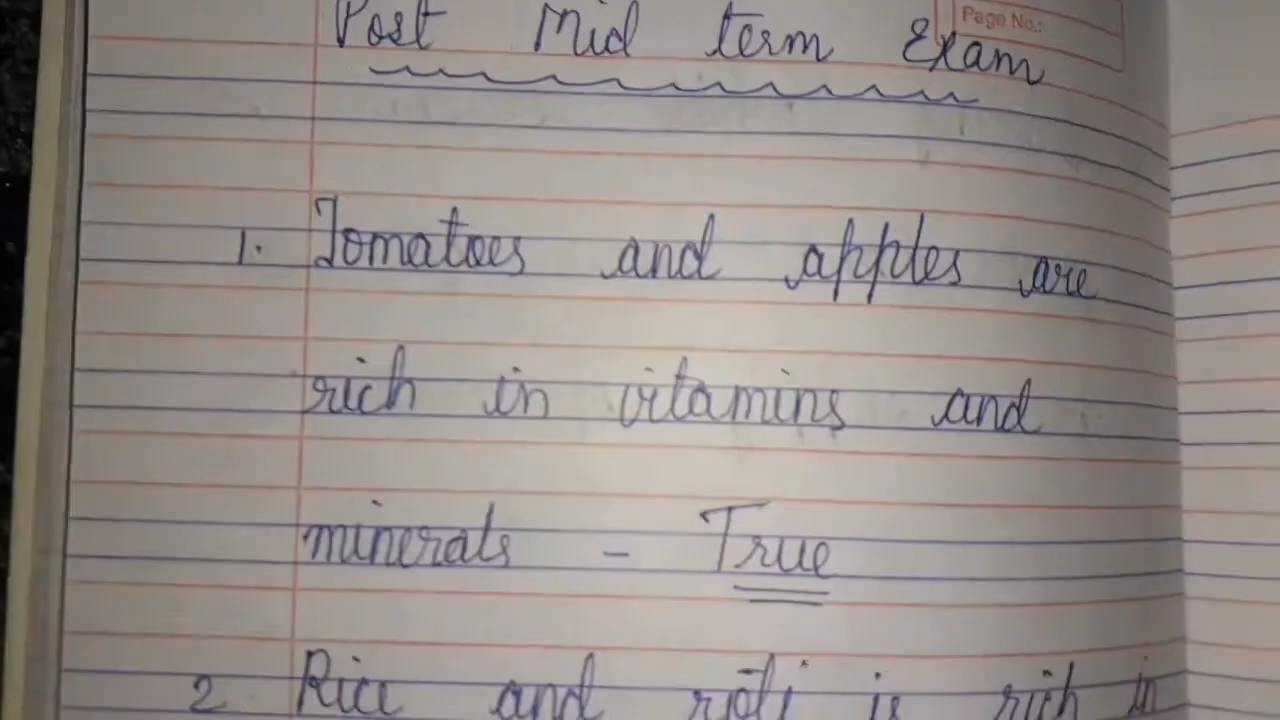 Page No.:
Post Mid term Exam
1. Tomatoes and apples are
rich in vitamins and
minerals - True
2 Rice and roti is rich in